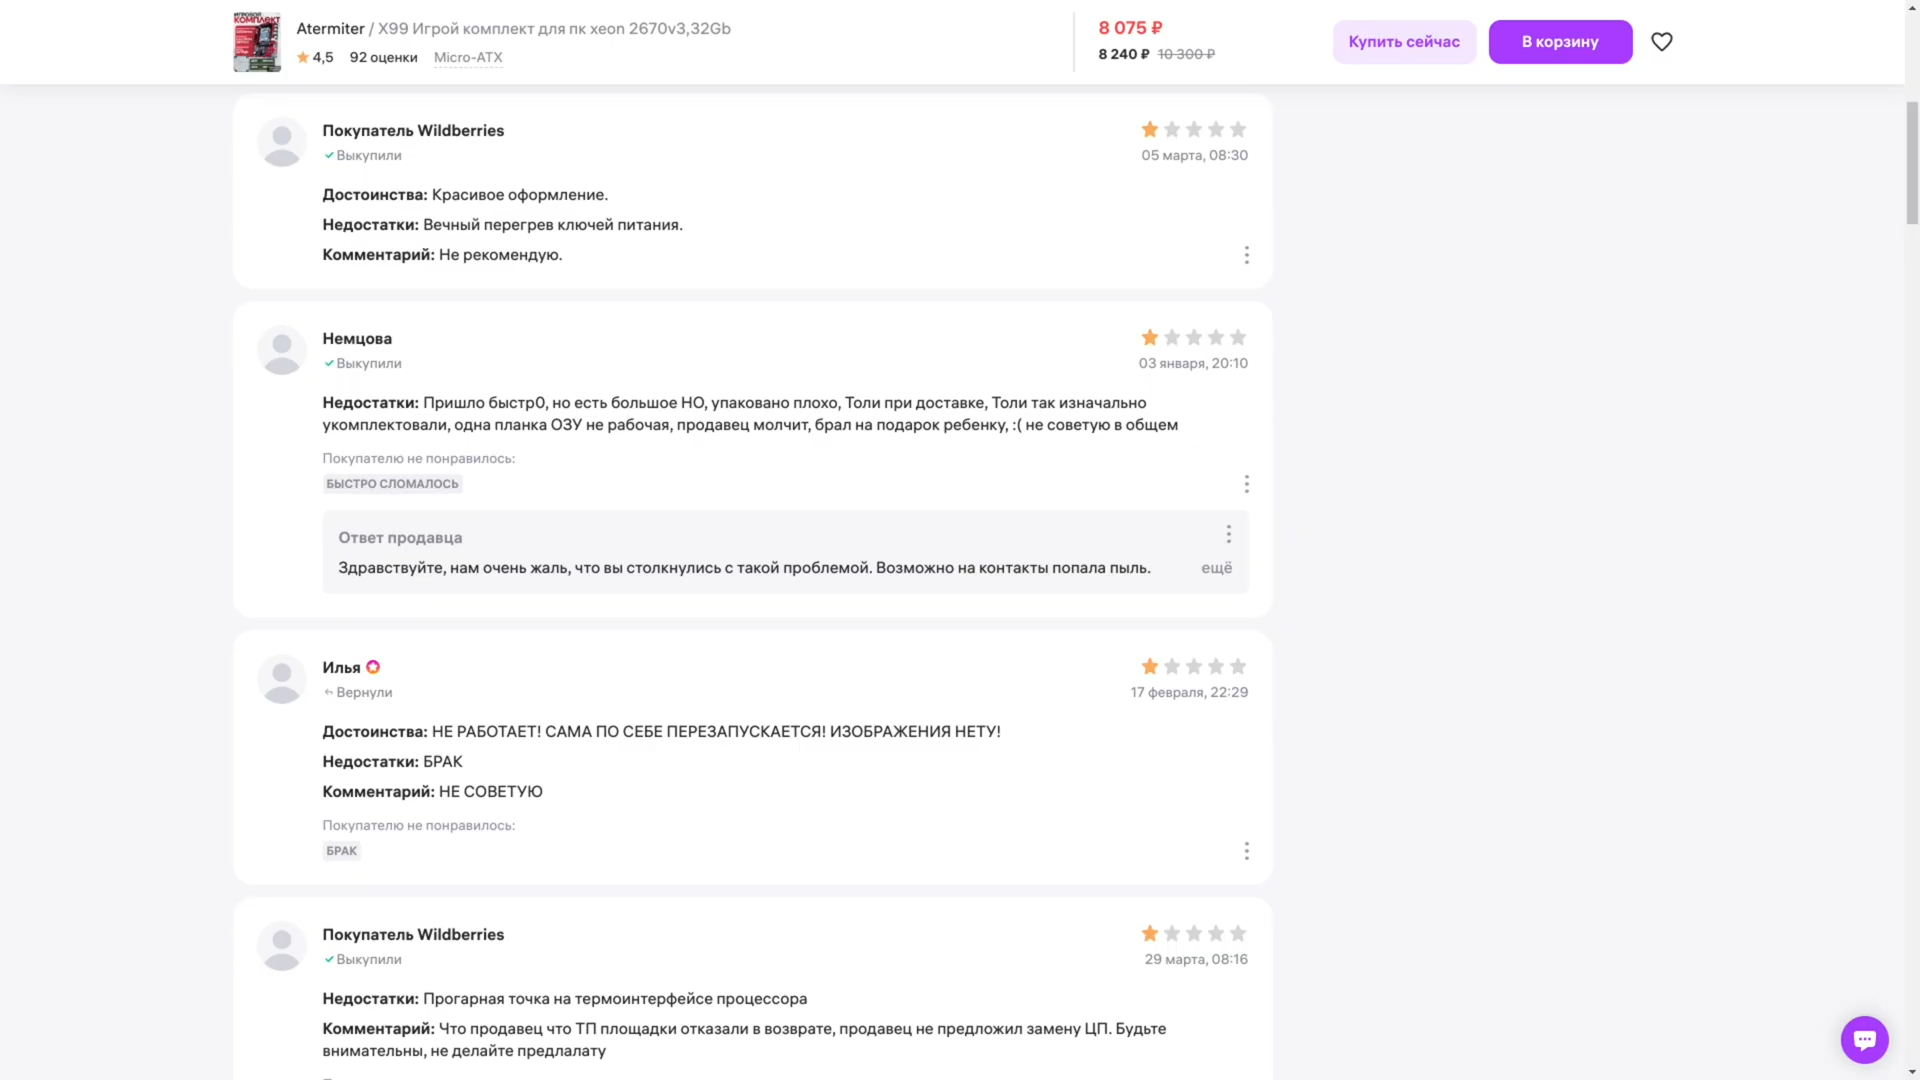 Atermiter / X99 Игрой комплект для пк xeon 2670v3,32Gb
4,5 92 оценки Micro-ATX
8 075 ₽
8 240 ₽ 10 300 ₽
Купить сейчас
В корзину
Покупатель Wildberries
Выкупили
05 марта, 08:30
Достоинства: Красивое оформление.
Недостатки: Вечный перегрев ключей питания.
Комментарий: Не рекомендую.
Немцова
Выкупили
03 января, 20:10
Недостатки: Пришло быстр0, но есть большое НО, упаковано плохо, Толи при доставке, Толи так изначально
укомплектовали, одна планка ОЗУ не рабочая, продавец молчит, брал на подарок ребенку, :( не советую в общем
Покупателю не понравилось:
БЫСТРО СЛОМАЛОСЬ
Ответ продавца
Здравствуйте, нам очень жаль, что вы столкнулись с такой проблемой. Возможно на контакты попала пыль. ещё
Илья
Вернули
17 февраля, 22:29
Достоинства: НЕ РАБОТАЕТ! САМА ПО СЕБЕ ПЕРЕЗАПУСКАЕТСЯ! ИЗОБРАЖЕНИЯ НЕТУ!
Недостатки: БРАК
Комментарий: НЕ СОВЕТУЮ
Покупателю не понравилось:
БРАК
Покупатель Wildberries
Выкупили
29 марта, 08:16
Недостатки: Прогарная точка на термоинтерфейсе процессора
Комментарий: Что продавец что ТП площадки отказали в возврате, продавец не предложил замену ЦП. Будьте
внимательны, не делайте предлалату